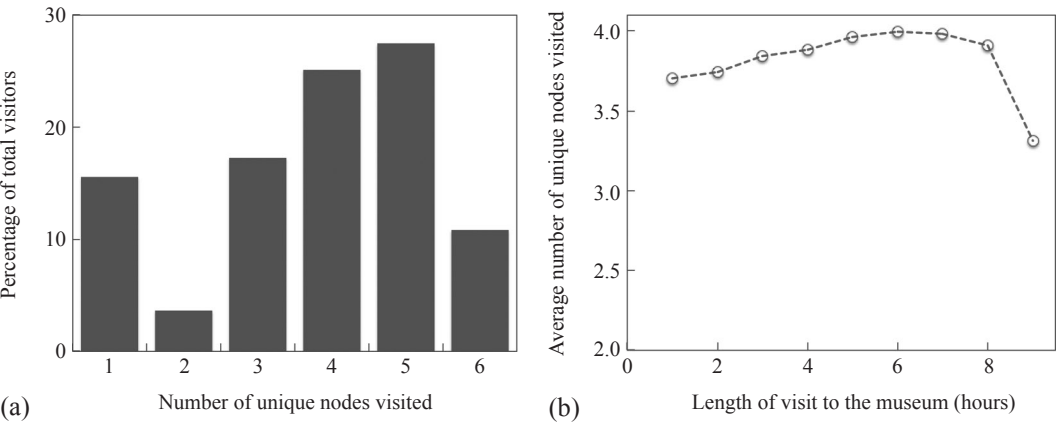 30
20
10
0
Percentage of total visitors
1 2 3 4 5 6
(a) Number of unique nodes visited
4.0
3.5
3.0
2.5
2.0
Average number of unique nodes visited
0 2 4 6 8
(b) Length of visit to the museum (hours)